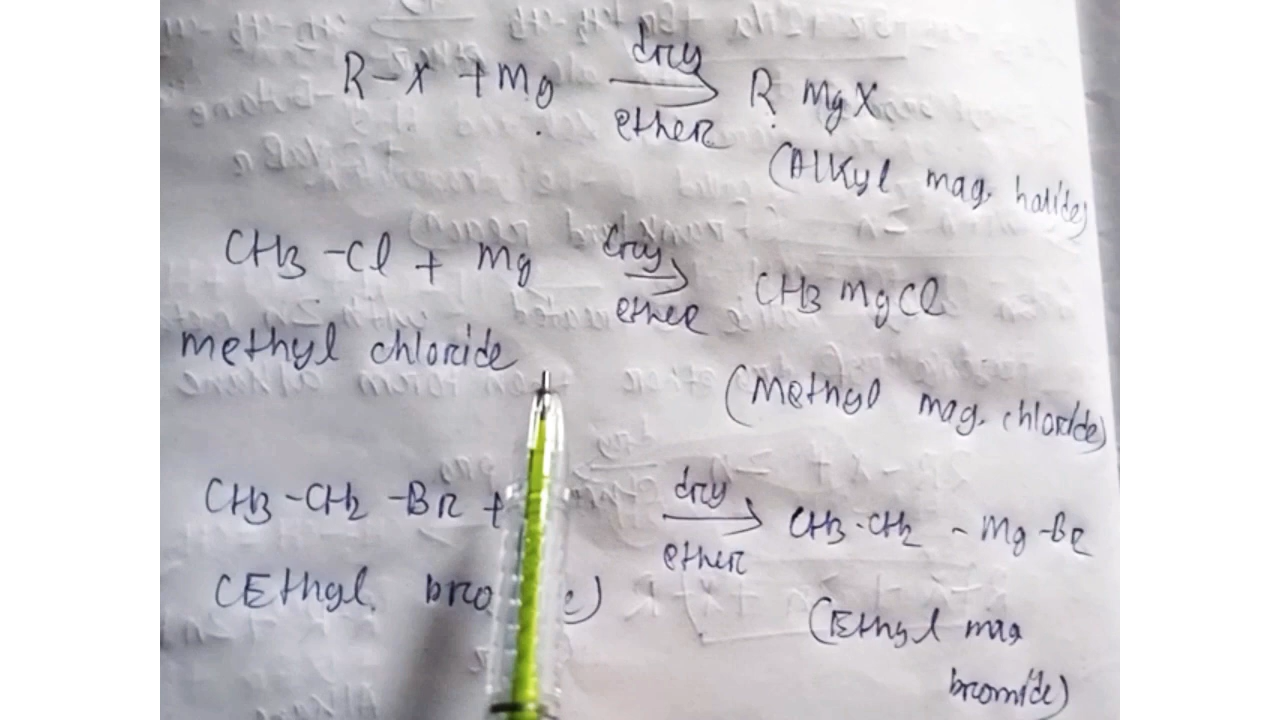 R-X + Mg dry ether R MgX
(Alkyl mag. halide)
CH3 -Cl + Mg dry ether CH3 MgCl
methyl chloride
(Methyl mag. chloride)
CH3 -CH2 -Br + dry ether CH3-CH2 - Mg -Br
(Ethyl
(Ethyl mag
bromide)